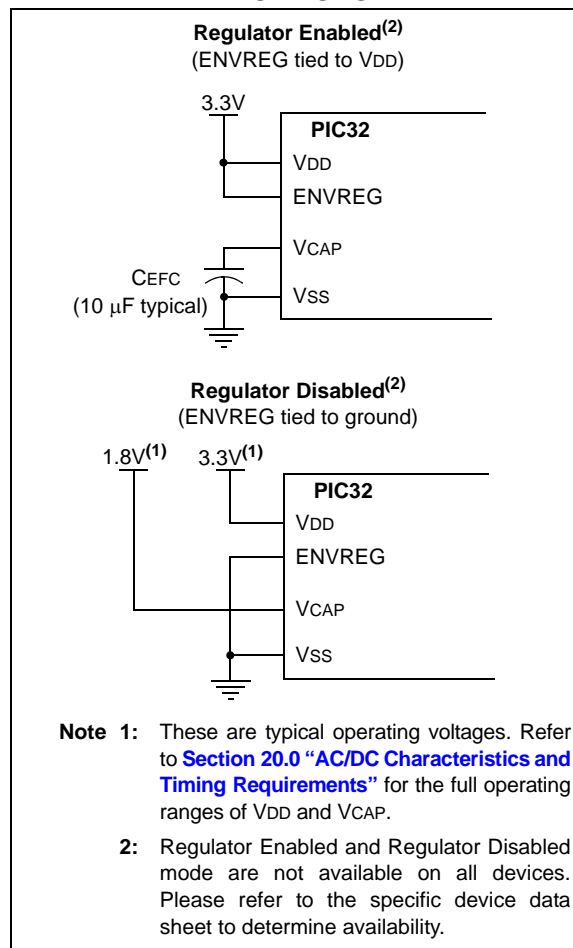 Regulator Enabled(2)
(ENVREG tied to VDD)
3.3V
PIC32
VDD
ENVREG
VCAP
CEFC
(10 μF typical)
VSS
Regulator Disabled(2)
(ENVREG tied to ground)
1.8V(1) 3.3V(1)
PIC32
VDD
ENVREG
VCAP
VSS
Note 1: These are typical operating voltages. Refer
to Section 20.0 “AC/DC Characteristics and
Timing Requirements” for the full operating
ranges of VDD and VCAP.
2: Regulator Enabled and Regulator Disabled
mode are not available on all devices.
Please refer to the specific device data
sheet to determine availability.